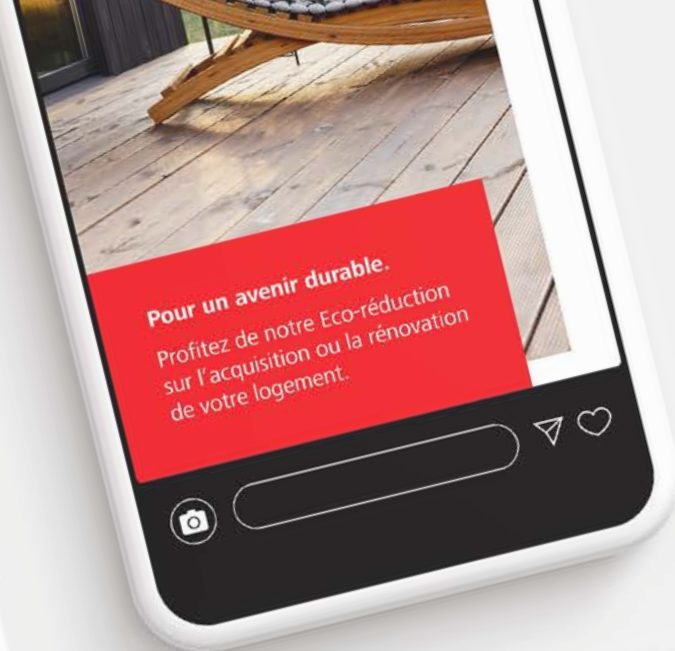 Pour un avenir durable.
Profitez de notre Eco-réduction
sur l'acquisition ou la rénovation
de votre logement.